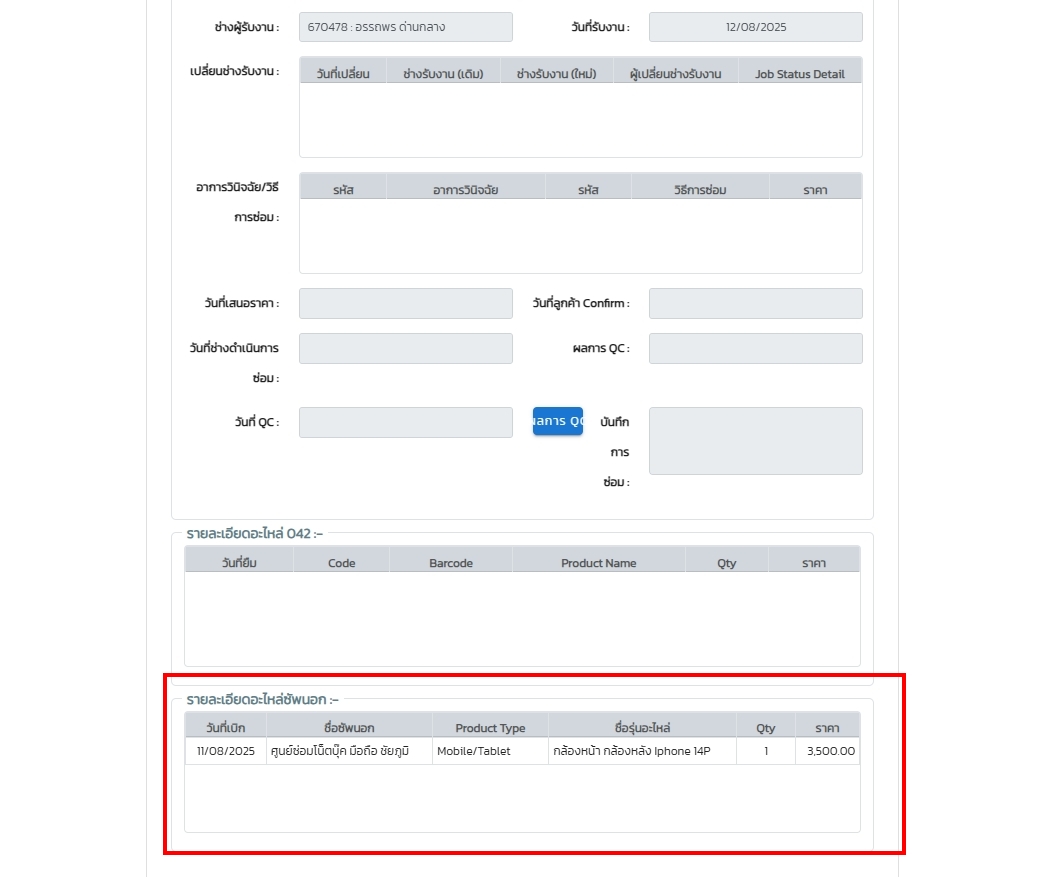 ช่างผู้รับงาน : 670478 : อรรถพร ด่านกลาง วันที่รับงาน : 12/08/2025
เปลี่ยนช่างรับงาน : วันที่เปลี่ยน ช่างรับงาน (เดิม) ช่างรับงาน (ใหม่) ผู้เปลี่ยนช่างรับงาน Job Status Detail
อาการวินิจฉัย/วิธี
การซ่อม :
รหัส อาการวินิจฉัย รหัส วิธีการซ่อม ราคา
วันที่เสนอราคา : วันที่ลูกค้า Confirm :
วันที่ช่างดำเนินการ
ซ่อม :
ผลการ QC :
วันที่ QC : ผลการ QC
บันทึก
การ
ซ่อม :
รายละเอียดอะไหล่ 042 :-
วันที่ยืม Code Barcode Product Name Qty ราคา
รายละเอียดอะไหล่ซัพนอก :-
วันที่เบิก ชื่อซัพนอก Product Type ชื่อรุ่นอะไหล่ Qty ราคา
11/08/2025 ศูนย์ซ่อมโน็ตบุ๊ค มือถือ ชัยภูมิ Mobile/Tablet กล้องหน้า กล้องหลัง Iphone 14P 1 3,500.00